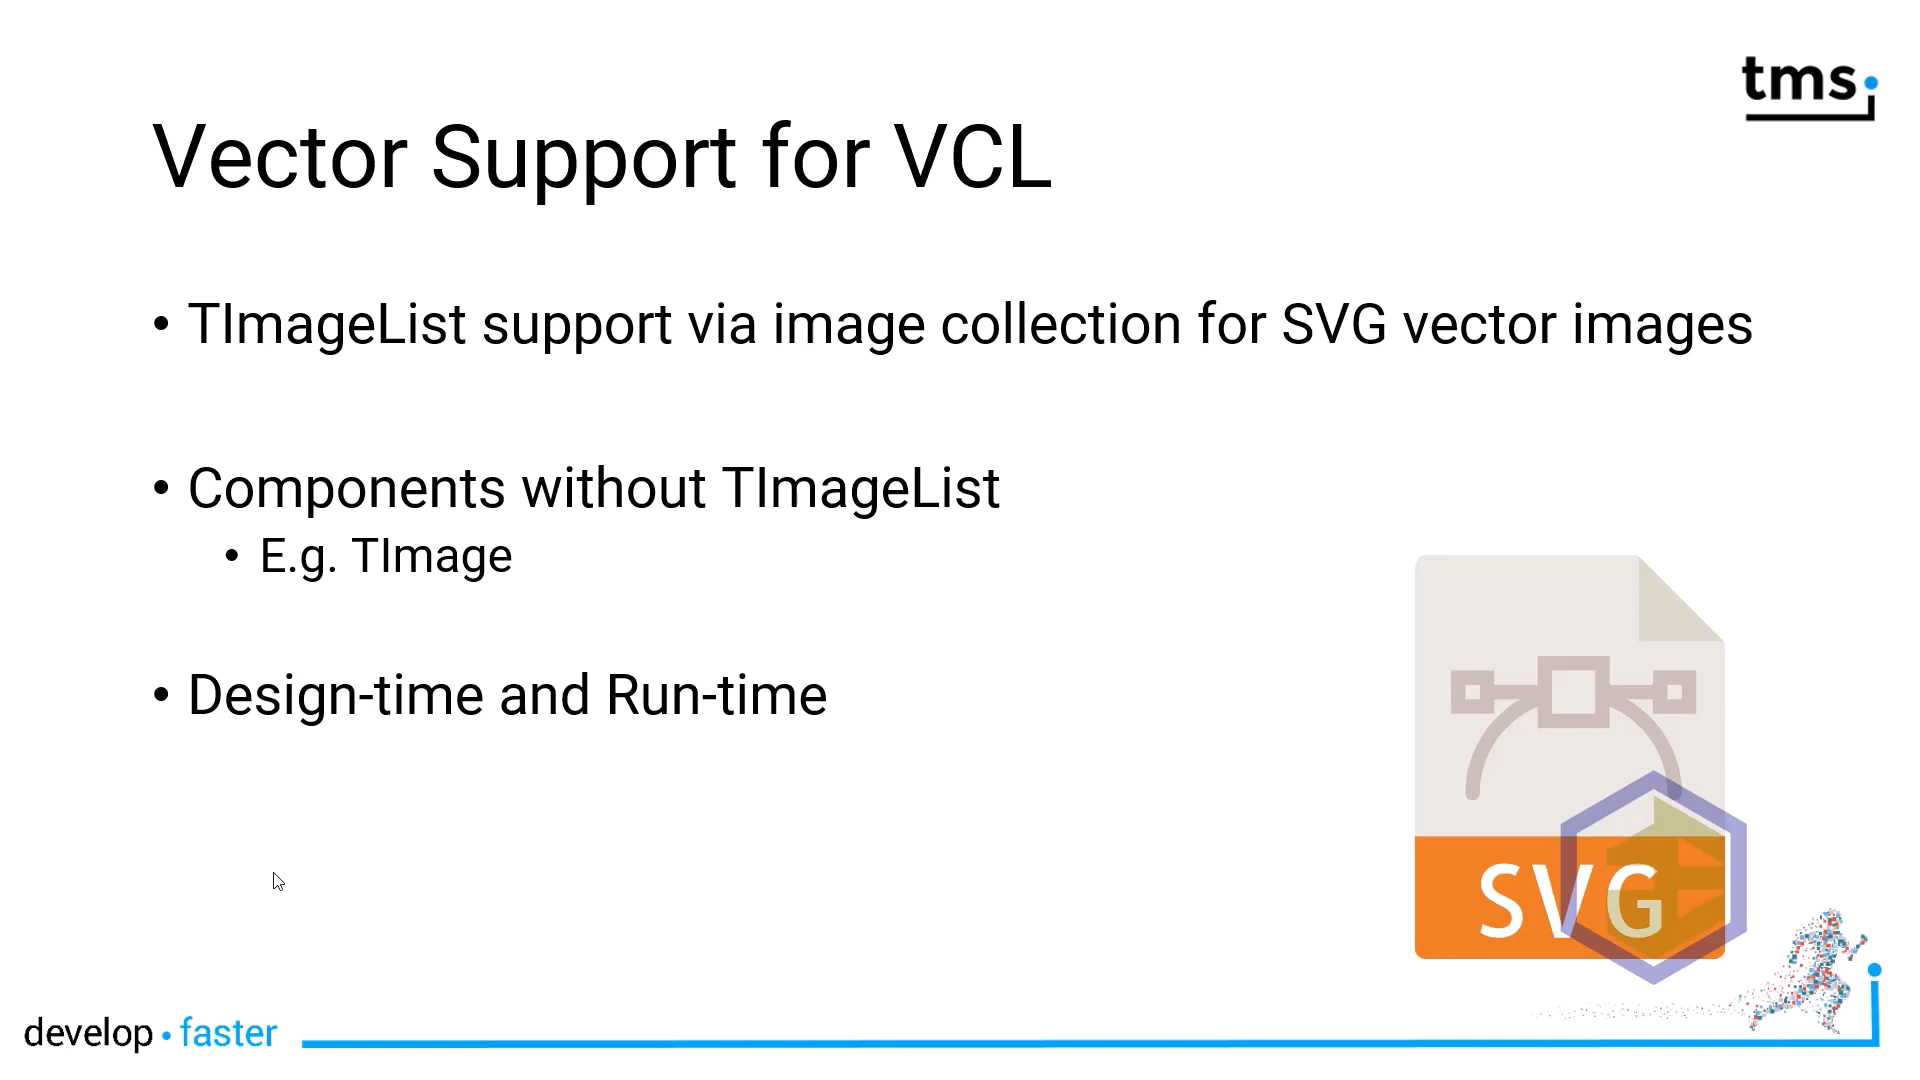 tms
Vector Support for VCL
• TImageList support via image collection for SVG vector images
• Components without TImageList
• E.g. TImage
• Design-time and Run-time
SVG
develop • faster